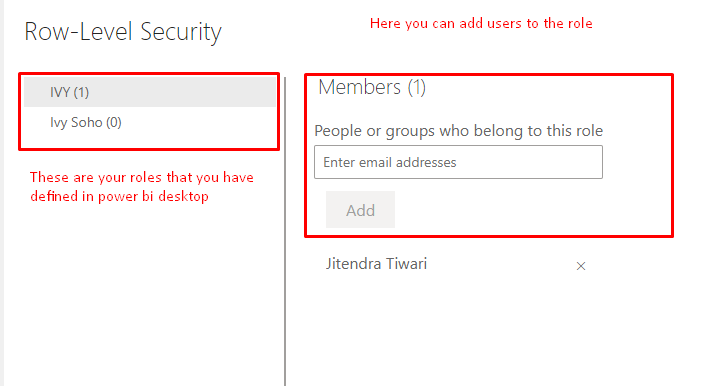 Here you can add users to the role
Row-Level Security
IVY (1)
Ivy Soho (0)
These are your roles that you have
defined in power bi desktop
Members (1)
People or groups who belong to this role
Enter email addresses
Add
Jitendra Tiwari